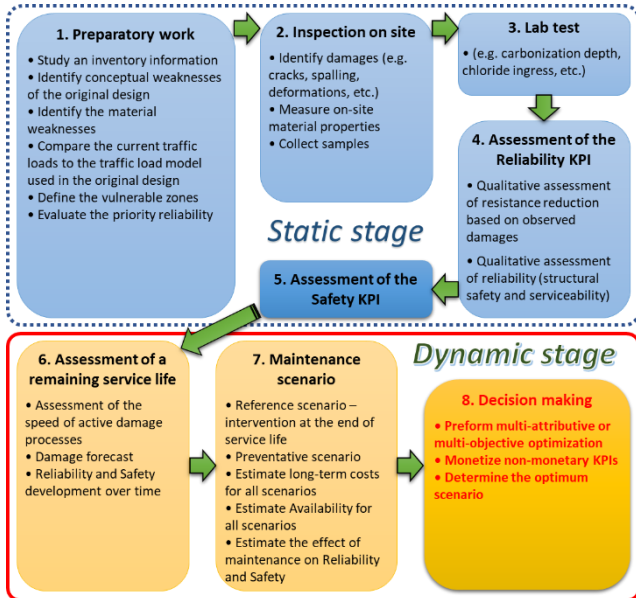 1. Preparatory work
• Study an inventory information
• Identify conceptual weaknesses
of the original design
• Identify the material
weaknesses
• Compare the current traffic
loads to the traffic load model
used in the original design
• Define the vulnerable zones
• Evaluate the priority reliability
2. Inspection on site
• Identify damages (e.g.
cracks, spalling,
deformations, etc.)
• Measure on-site
material properties
• Collect samples
3. Lab test
• (e.g. carbonization depth,
chloride ingress, etc.)
4. Assessment of the
Reliability KPI
• Qualitative assessment
of resistance reduction
based on observed
damages
• Qualitative assessment
of reliability (structural
safety and serviceability)
Static stage
5. Assessment of the
Safety KPI
Dynamic stage
6. Assessment of a
remaining service life
• Assessment of the
speed of active damage
processes
• Damage forecast
• Reliability and Safety
development over time
7. Maintenance
scenario
• Reference scenario –
intervention at the end of
service life
• Preventative scenario
• Estimate long-term costs
for all scenarios
• Estimate Availability for
all scenarios
• Estimate the effect of
maintenance on Reliability
and Safety
8. Decision making
• Preform multi-attributive or
multi-objective optimization
• Monetize non-monetary KPIs
• Determine the optimum
scenario